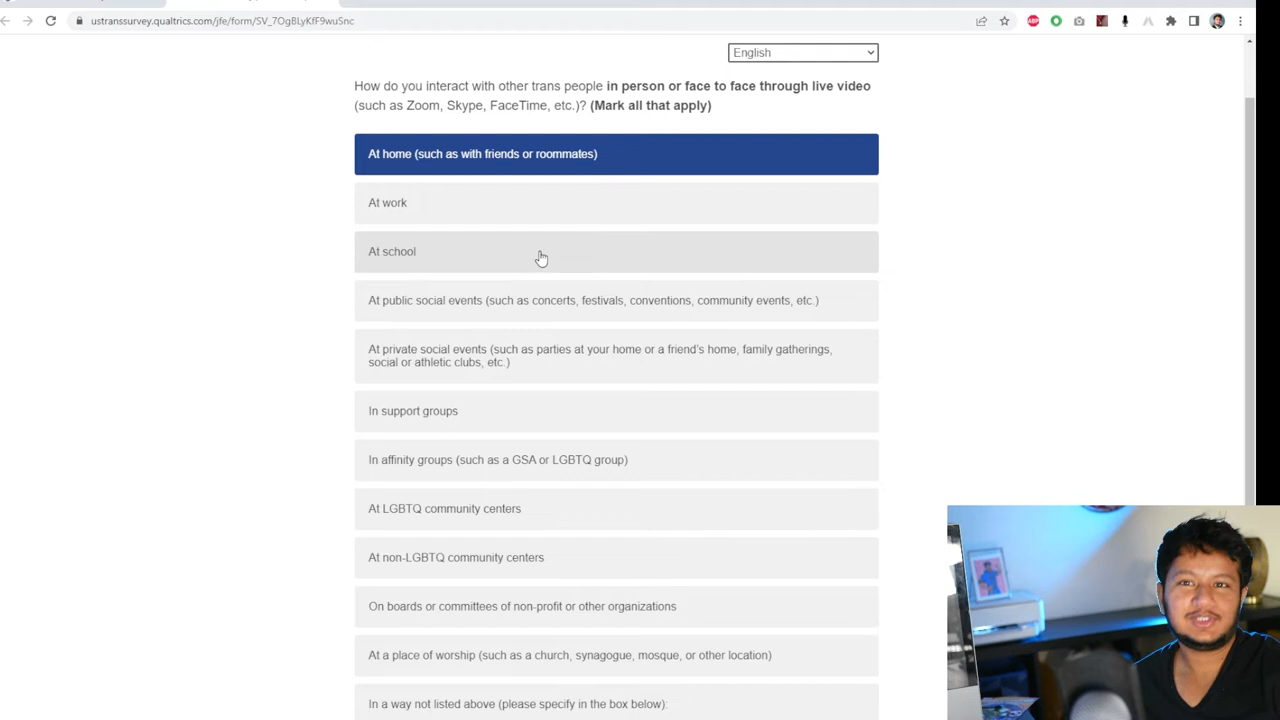 ustranssurvey.qualtrics.com/jfe/form/SV_7Og8LyKfF9wuSnc
ABP
English
How do you interact with other trans people in person or face to face through live video
(such as Zoom, Skype, FaceTime, etc.)? (Mark all that apply)
At home (such as with friends or roommates)
At work
At school
At public social events (such as concerts, festivals, conventions, community events, etc.)
At private social events (such as parties at your home or a friend's home, family gatherings,
social or athletic clubs, etc.)
In support groups
In affinity groups (such as a GSA or LGBTQ group)
At LGBTQ community centers
At non-LGBTQ community centers
On boards or committees of non-profit or other organizations
At a place of worship (such as a church, synagogue, mosque, or other location)
In a way not listed above (please specify in the box below):